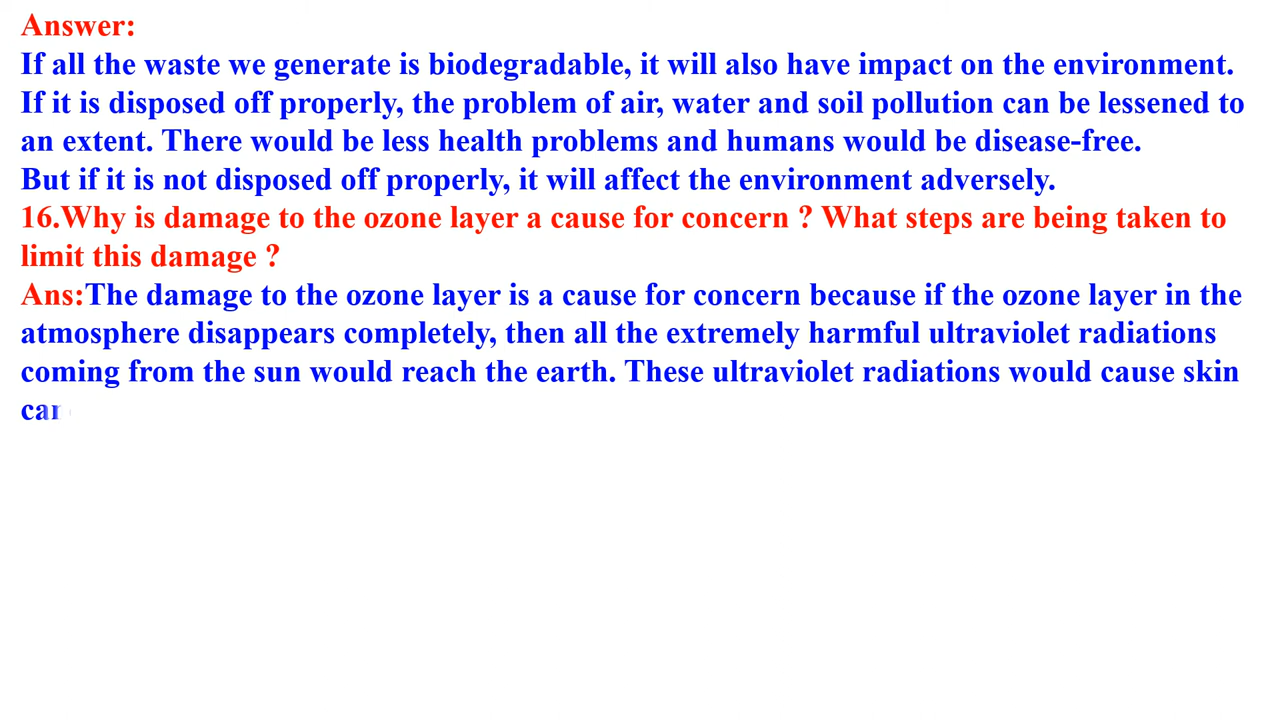 Answer:
If all the waste we generate is biodegradable, it will also have impact on the environment.
If it is disposed off properly, the problem of air, water and soil pollution can be lessened to
an extent. There would be less health problems and humans would be disease-free.
But if it is not disposed off properly, it will affect the environment adversely.
16.Why is damage to the ozone layer a cause for concern ? What steps are being taken to
limit this damage ?
Ans:The damage to the ozone layer is a cause for concern because if the ozone layer in the
atmosphere disappears completely, then all the extremely harmful ultraviolet radiations
coming from the sun would reach the earth. These ultraviolet radiations would cause skin